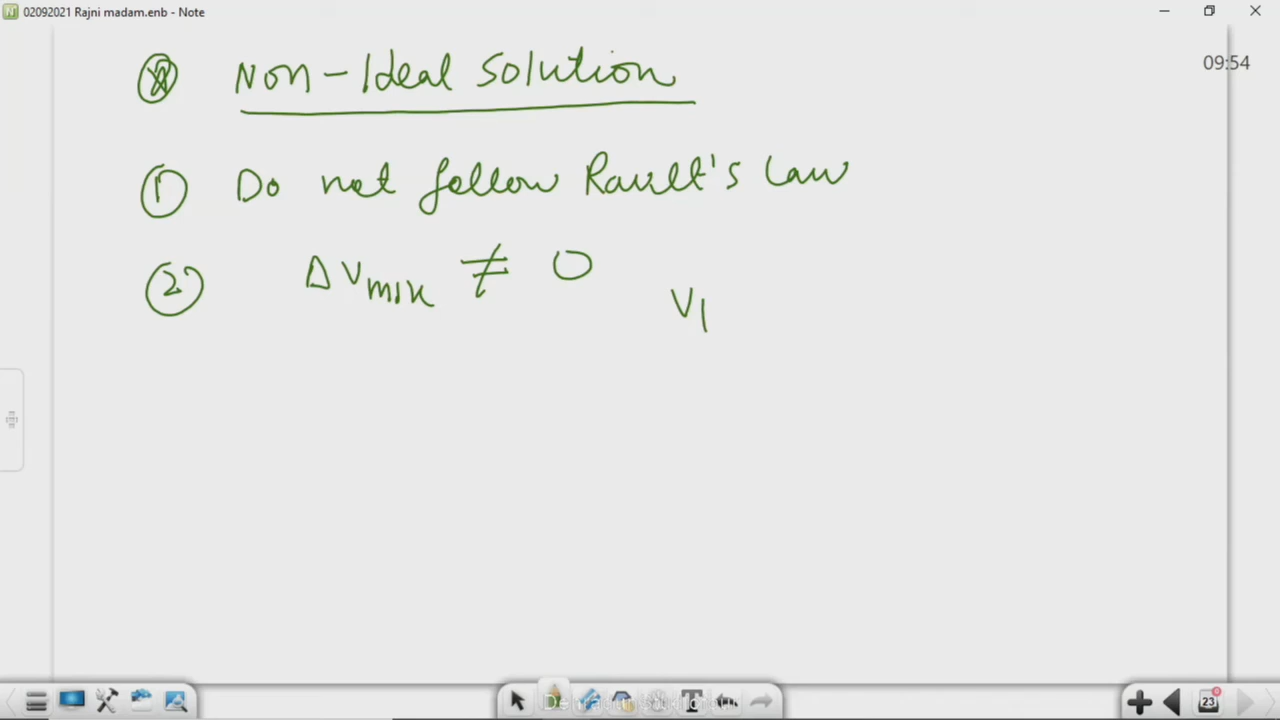 02092021 Rajni madam.enb - Note
09:54
Non-Ideal Solution
① Do not follow Rault's Law
② ΔVmix ≠ 0
V1
23